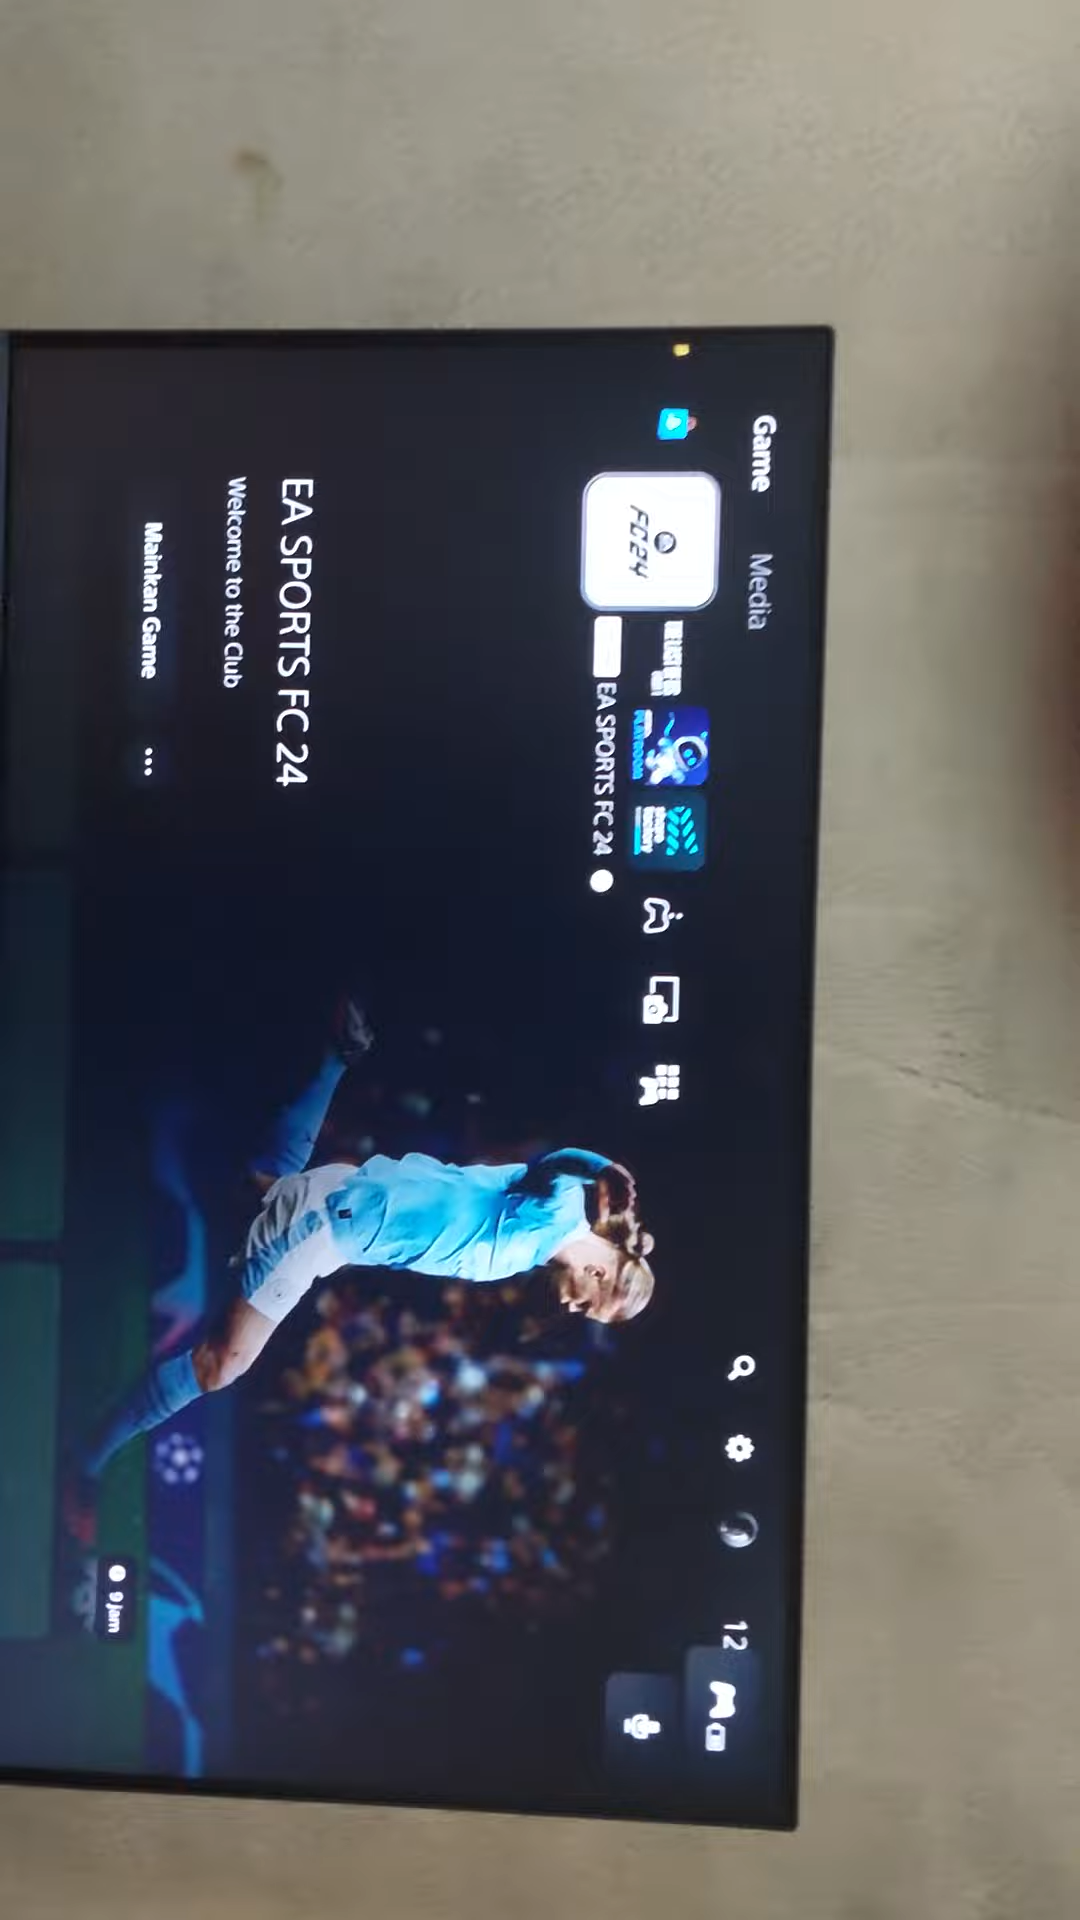 Game Media
12
FC24
PLAYROOM
EA SPORTS FC 24
EA SPORTS FC 24
Welcome to the Club
Mainkan Game
9 jam